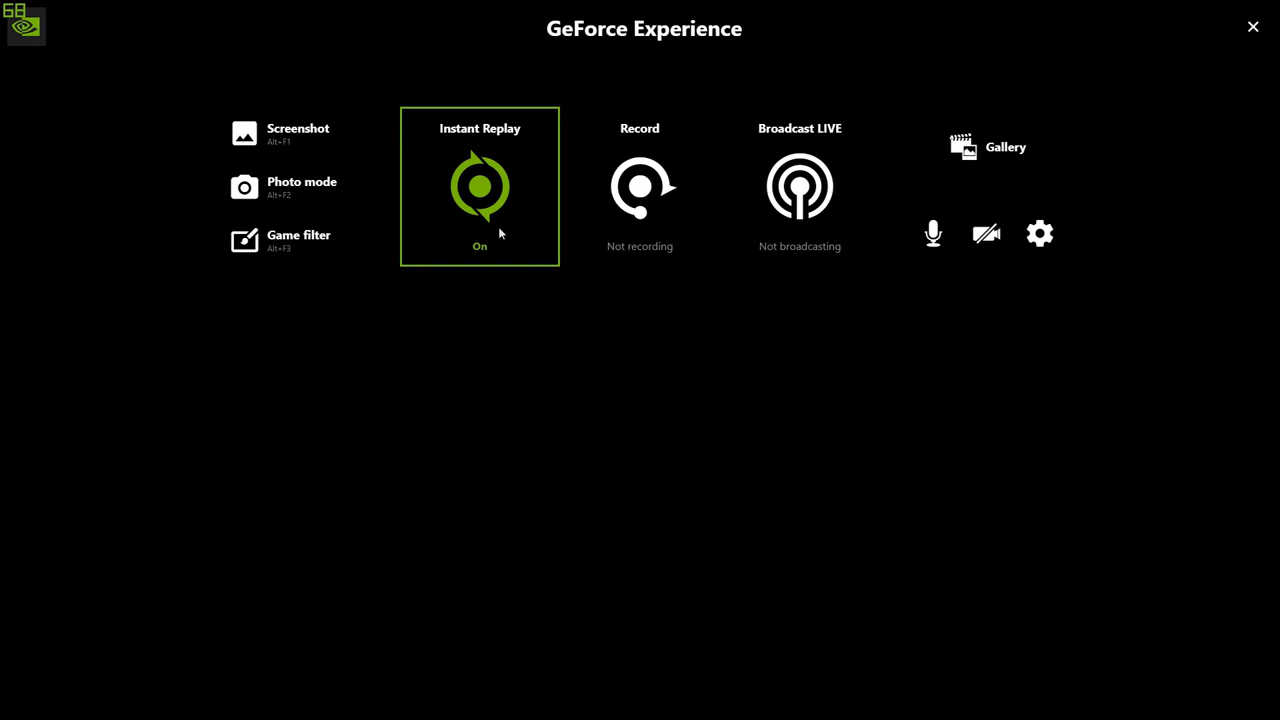 68
GeForce Experience
Screenshot
Alt+F1
Photo mode
Alt+F2
Game filter
Alt+F3
Instant Replay
On
Record
Not recording
Broadcast LIVE
Not broadcasting
Gallery